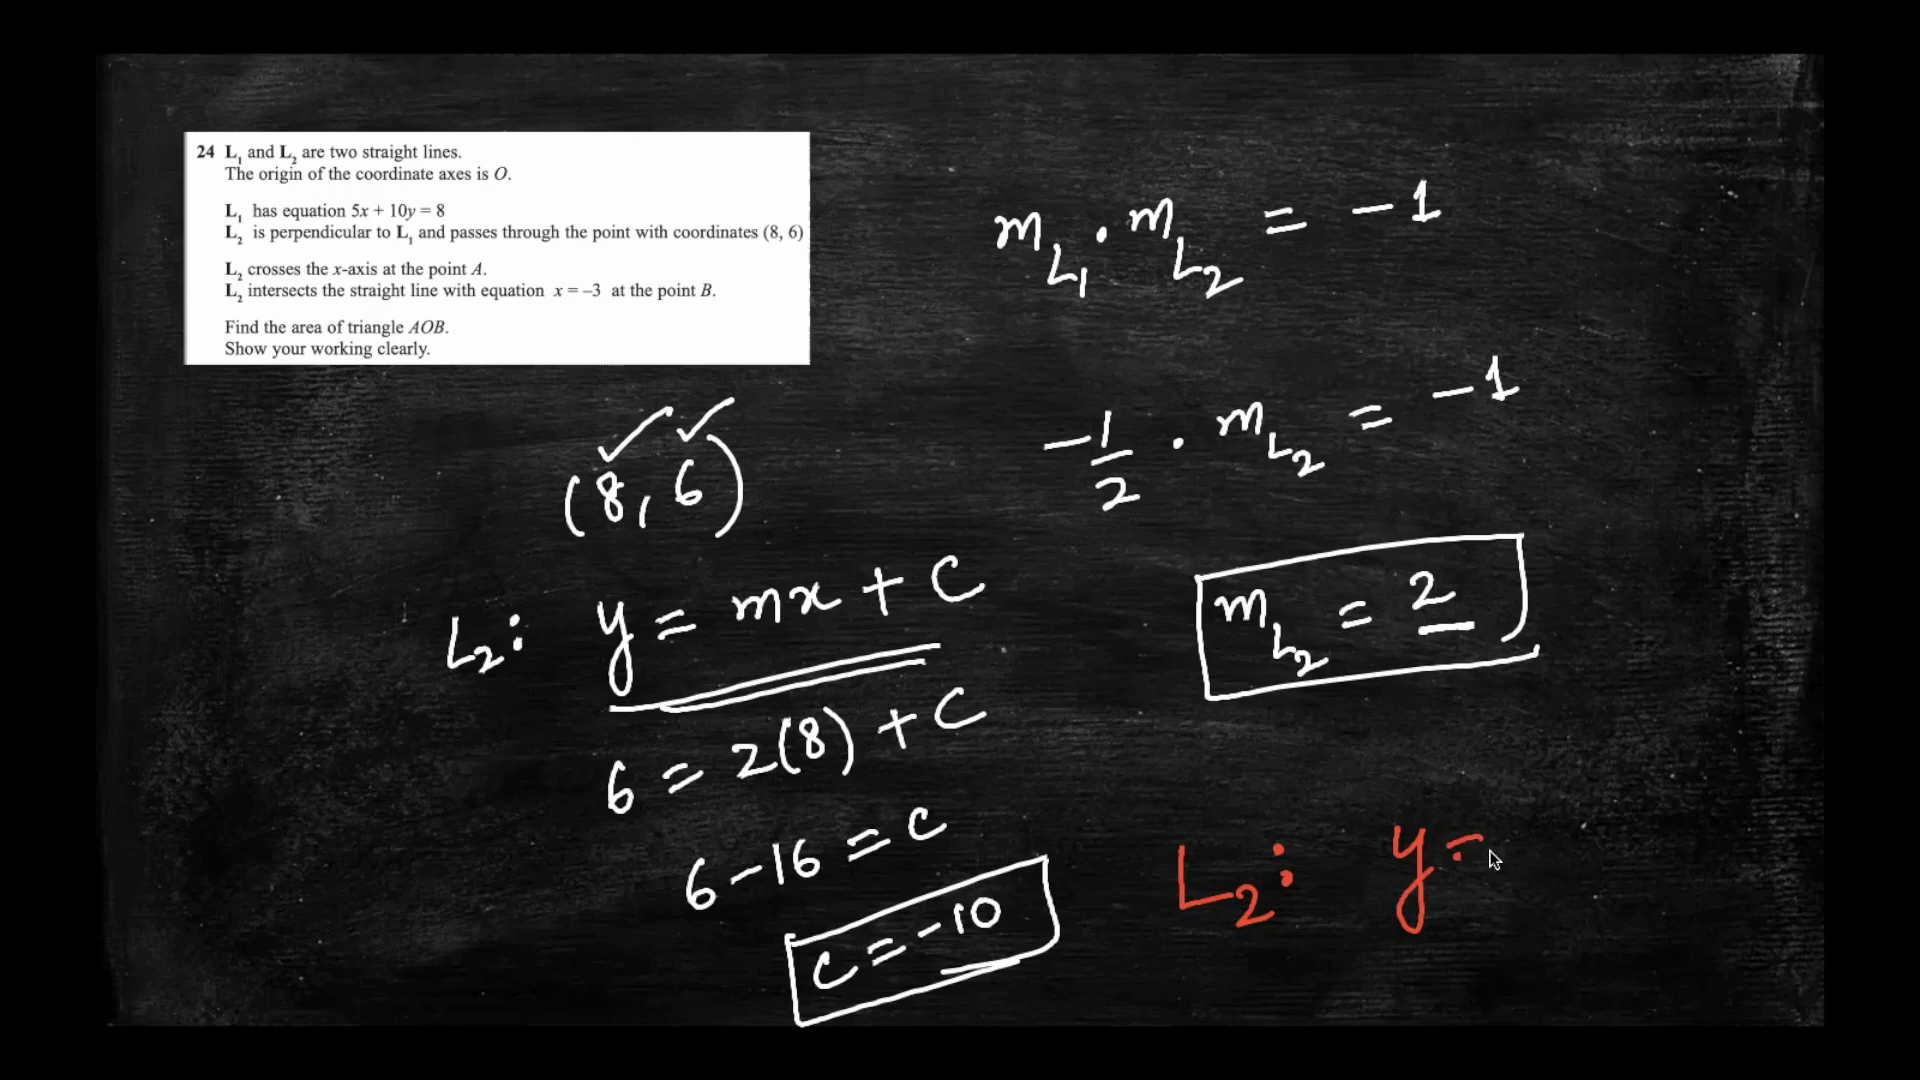 24 L₁ and L₂ are two straight lines.
The origin of the coordinate axes is O.
L₁ has equation 5x + 10y = 8
L₂ is perpendicular to L₁ and passes through the point with coordinates (8, 6)
L₂ crosses the x-axis at the point A.
L₂ intersects the straight line with equation x = –3 at the point B.
Find the area of triangle AOB.
Show your working clearly.
(8, 6)
L₂: y = mx + c
6 = 2(8) + c
6 - 16 = c
c = -10
m_L₁ . m_L₂ = -1
-1/2 . m_L₂ = -1
m_L₂ = 2
L₂: y =